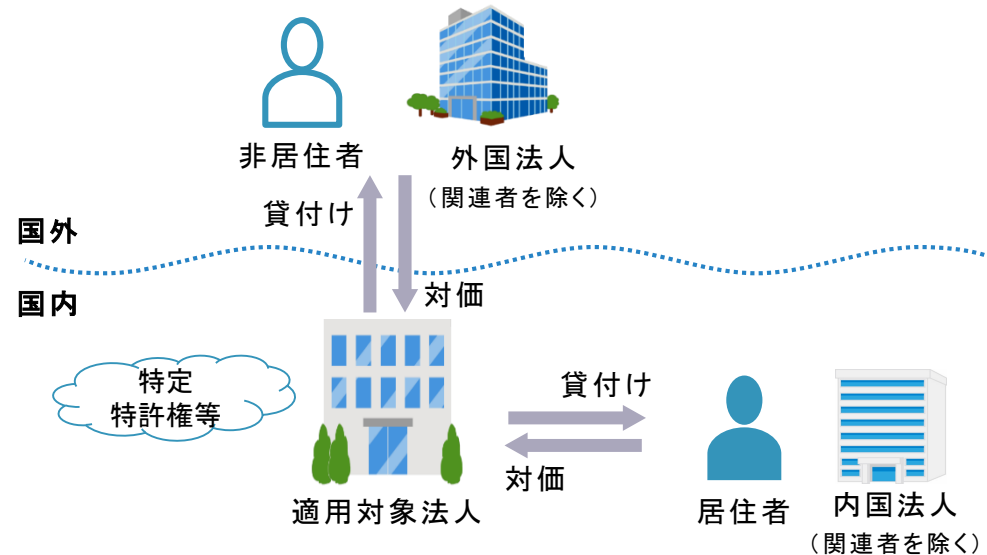 非居住者
外国法人
（関連者を除く）
貸付け
国外
国内
対価
特定
特許権等
貸付け
対価
適用対象法人
居住者
内国法人
（関連者を除く）